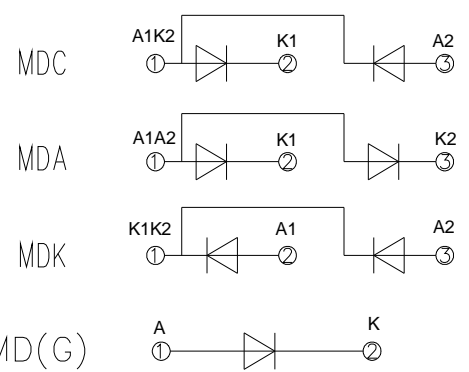 A1K2 K1 A2
MDC ① ② ③
A1A2 K1 K2
MDA ① ② ③
K1K2 A1 A2
MDK ① ② ③
A K
MD(G) ① ②